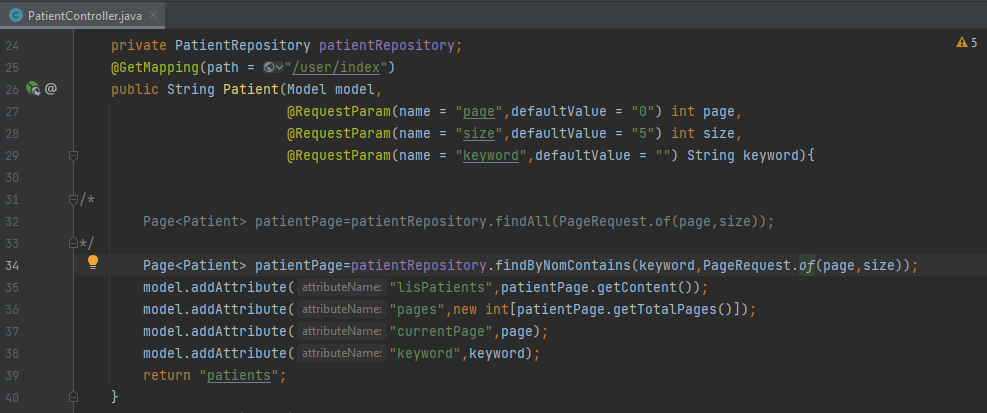 PatientController.java
5
24 private PatientRepository patientRepository;
25 @GetMapping(path = "/user/index")
26 public String Patient(Model model,
27 @RequestParam(name = "page",defaultValue = "0") int page,
28 @RequestParam(name = "size",defaultValue = "5") int size,
29 @RequestParam(name = "keyword",defaultValue = "") String keyword){
30
31 /*
32 Page<Patient> patientPage=patientRepository.findAll(PageRequest.of(page,size));
33 */
34 Page<Patient> patientPage=patientRepository.findByNomContains(keyword,PageRequest.of(page,size));
35 model.addAttribute( attributeName: "lisPatients",patientPage.getContent());
36 model.addAttribute( attributeName: "pages",new int[patientPage.getTotalPages()]);
37 model.addAttribute( attributeName: "currentPage",page);
38 model.addAttribute( attributeName: "keyword",keyword);
39 return "patients";
40 }